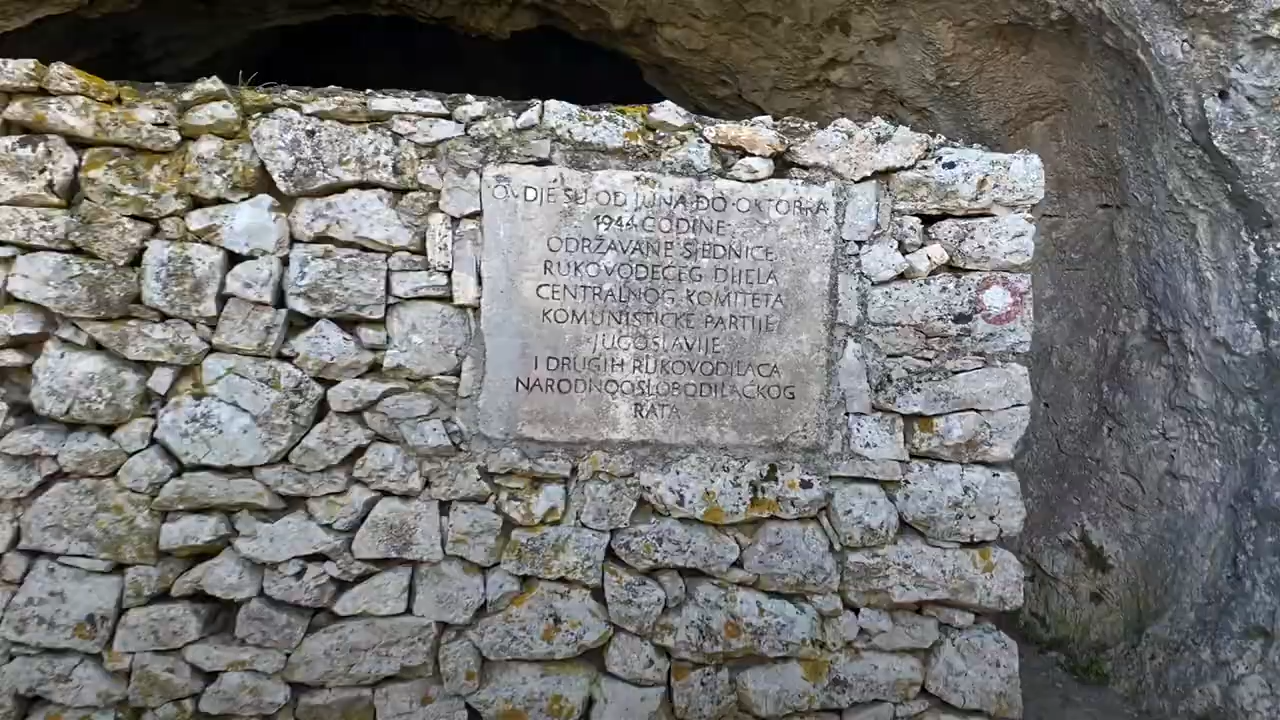 OVDJE SU OD JUNA DO OKTOBRA
1944 GODINE
ODRŽAVANE SJEDNICE
RUKOVODEĆEG DIJELA
CENTRALNOG KOMITETA
KOMUNISTIČKE PARTIJE
JUGOSLAVIJE
I DRUGIH RUKOVODILACA
NARDNOOSLOBODILAČKOG
RATA